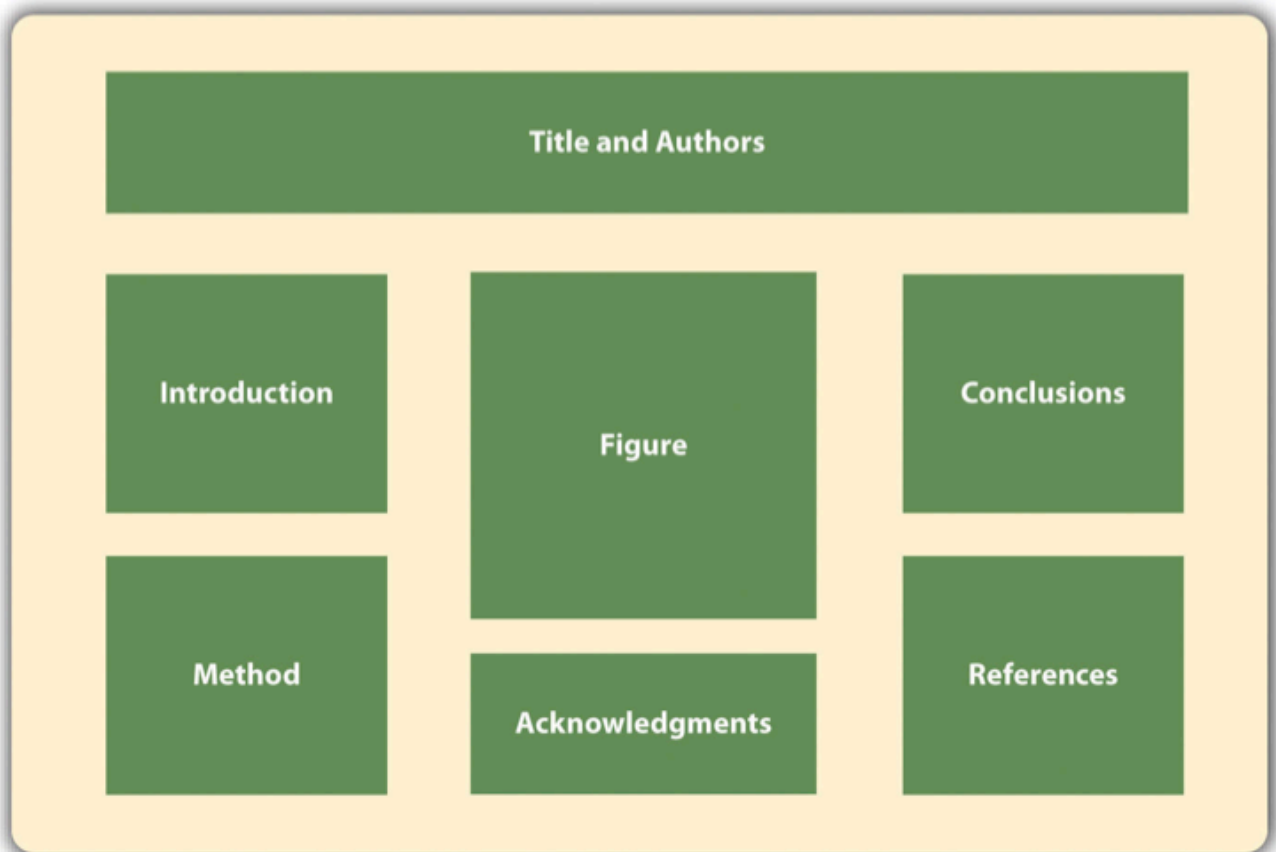 Title and Authors
Introduction
Method
Figure
Acknowledgments
Conclusions
References